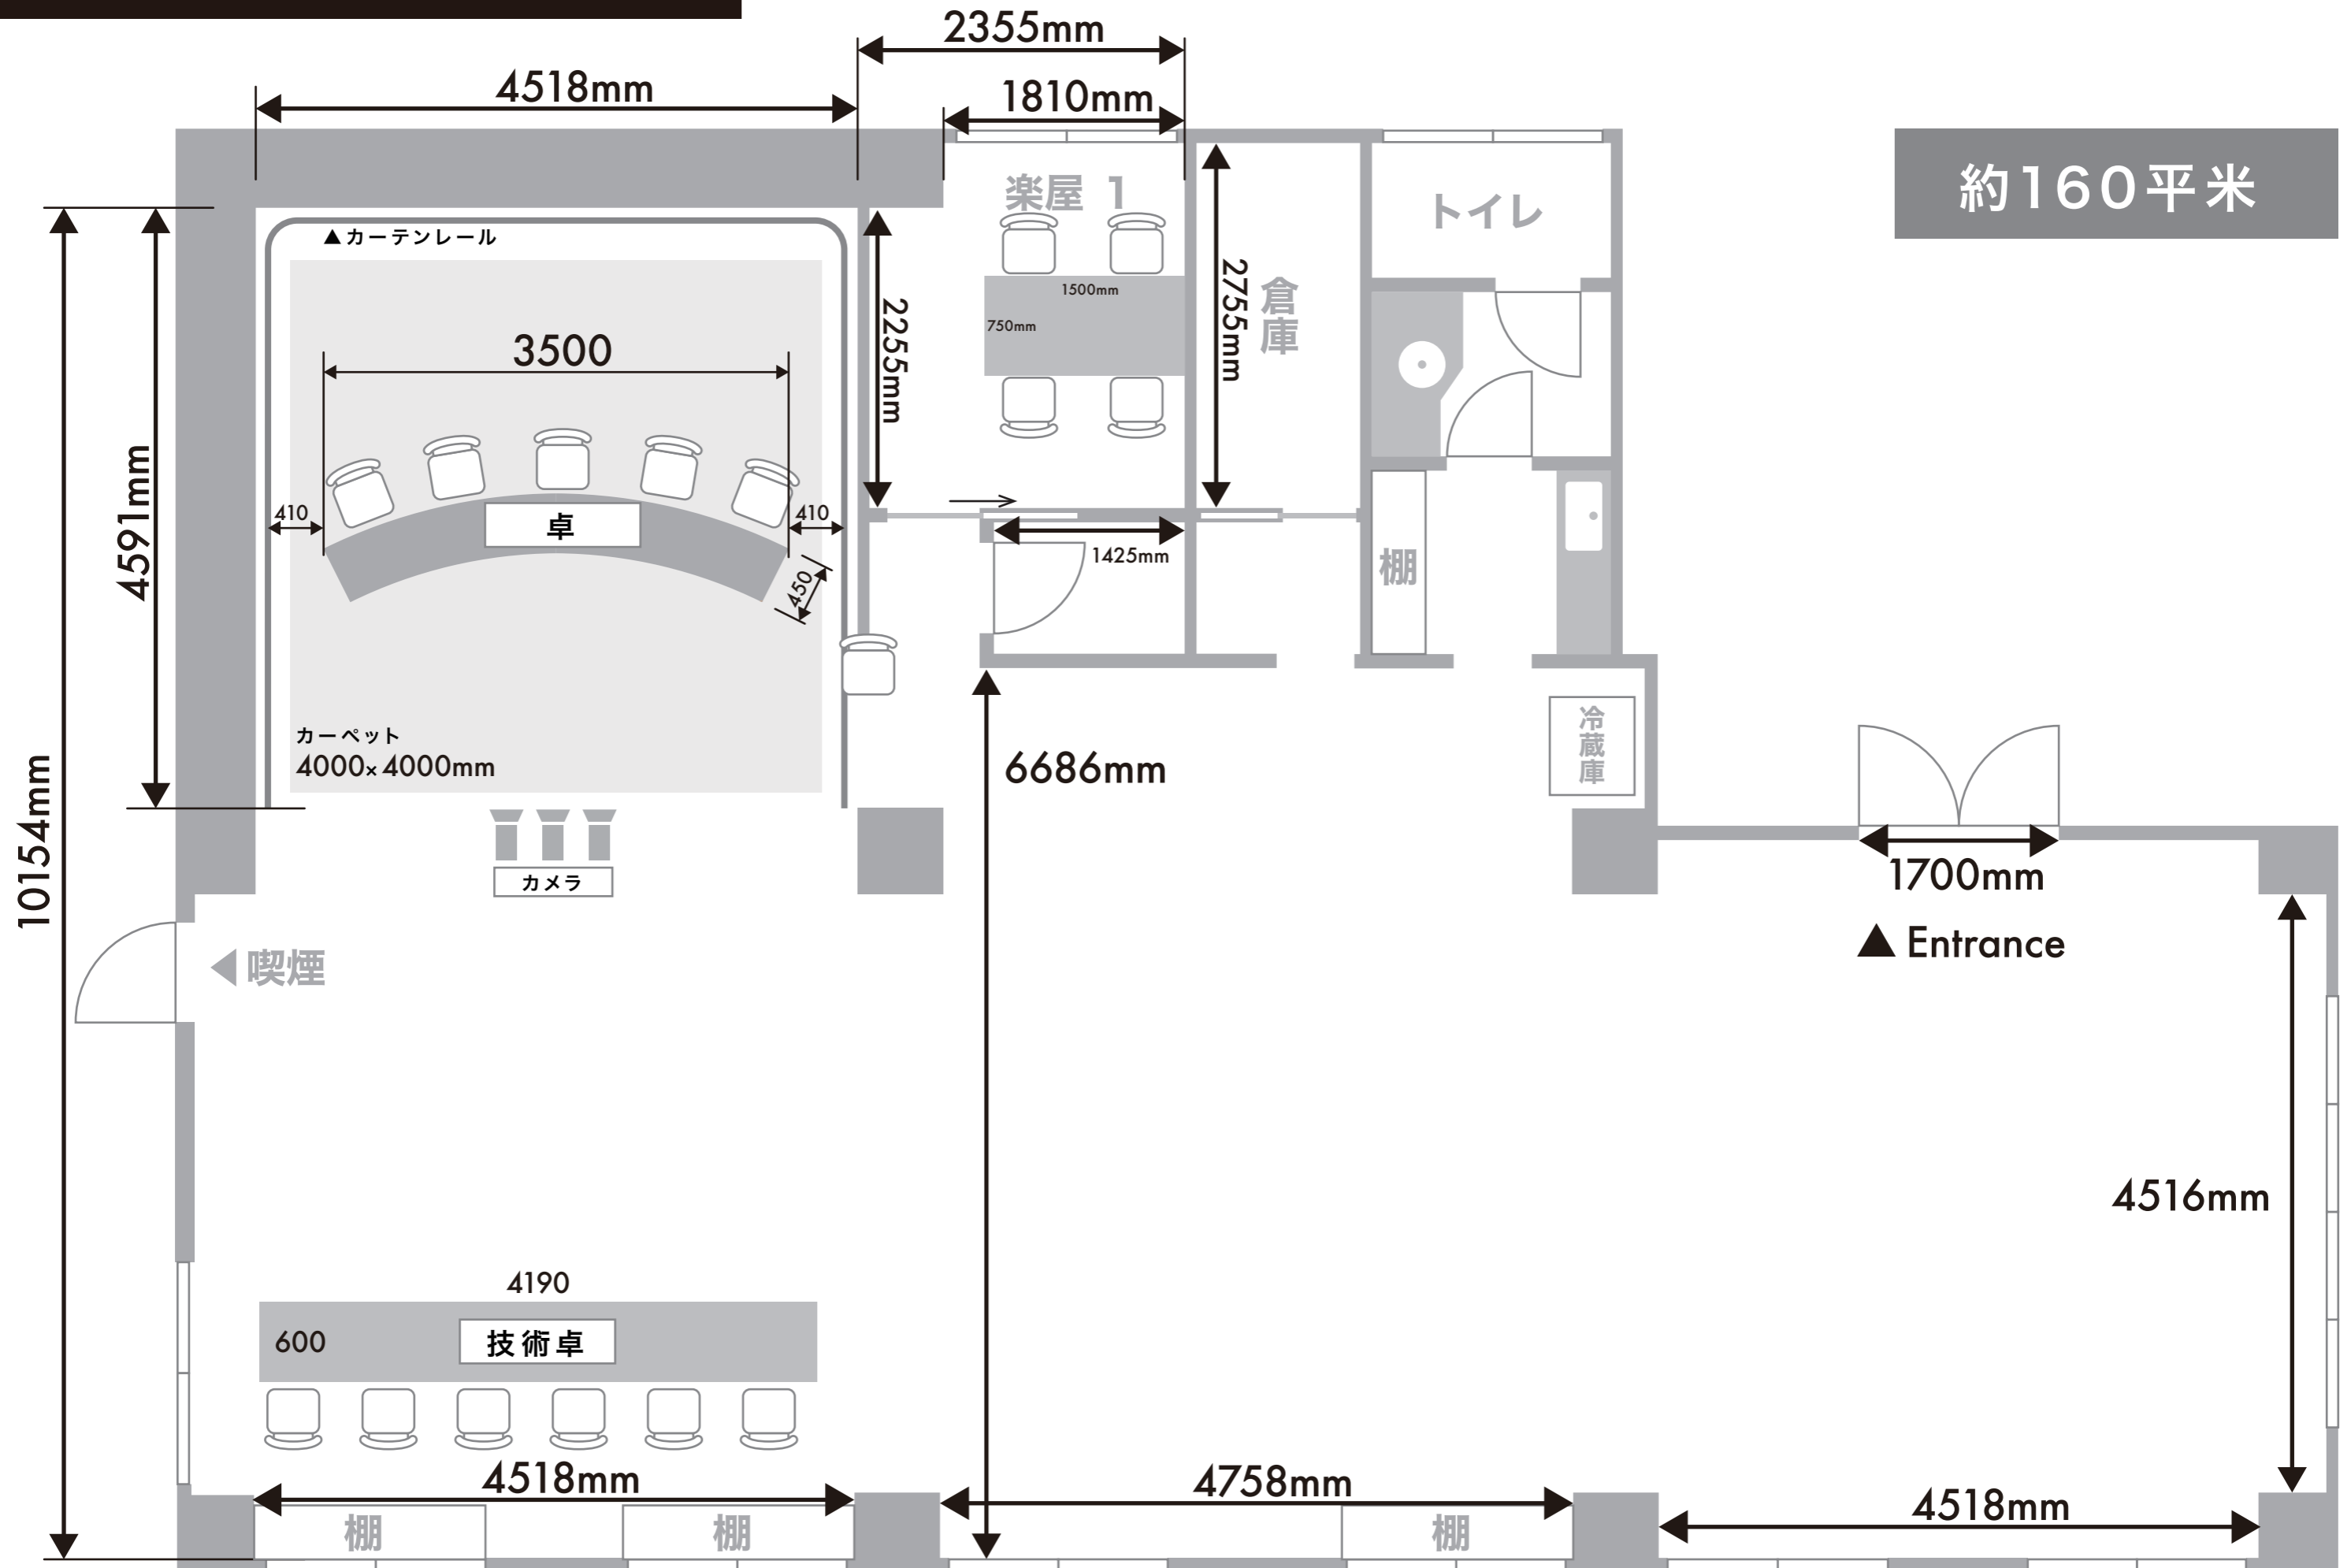 2355mm
4518mm
1810mm
約160平米
楽屋 1
トイレ
▲カーテンレール
倉庫
2755mm
1500mm
750mm
2255mm
3500
410
卓
410
450
1425mm
棚
4591mm
10154mm
カーペット
4000×4000mm
6686mm
冷蔵庫
カメラ
1700mm
▲ Entrance
◀喫煙
4516mm
4190
600
技術卓
4518mm
4758mm
4518mm
棚
棚
棚